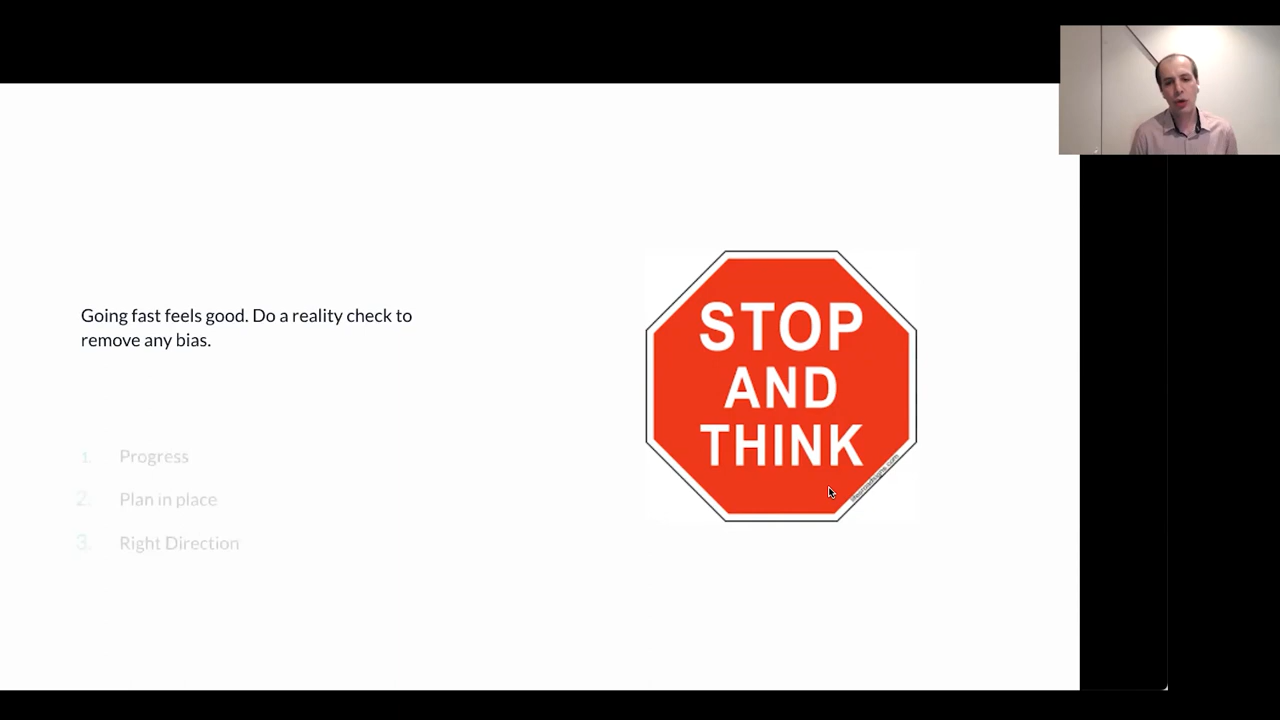 Going fast feels good. Do a reality check to
remove any bias.
1. Progress
2. Plan in place
3. Right Direction
STOP
AND
THINK